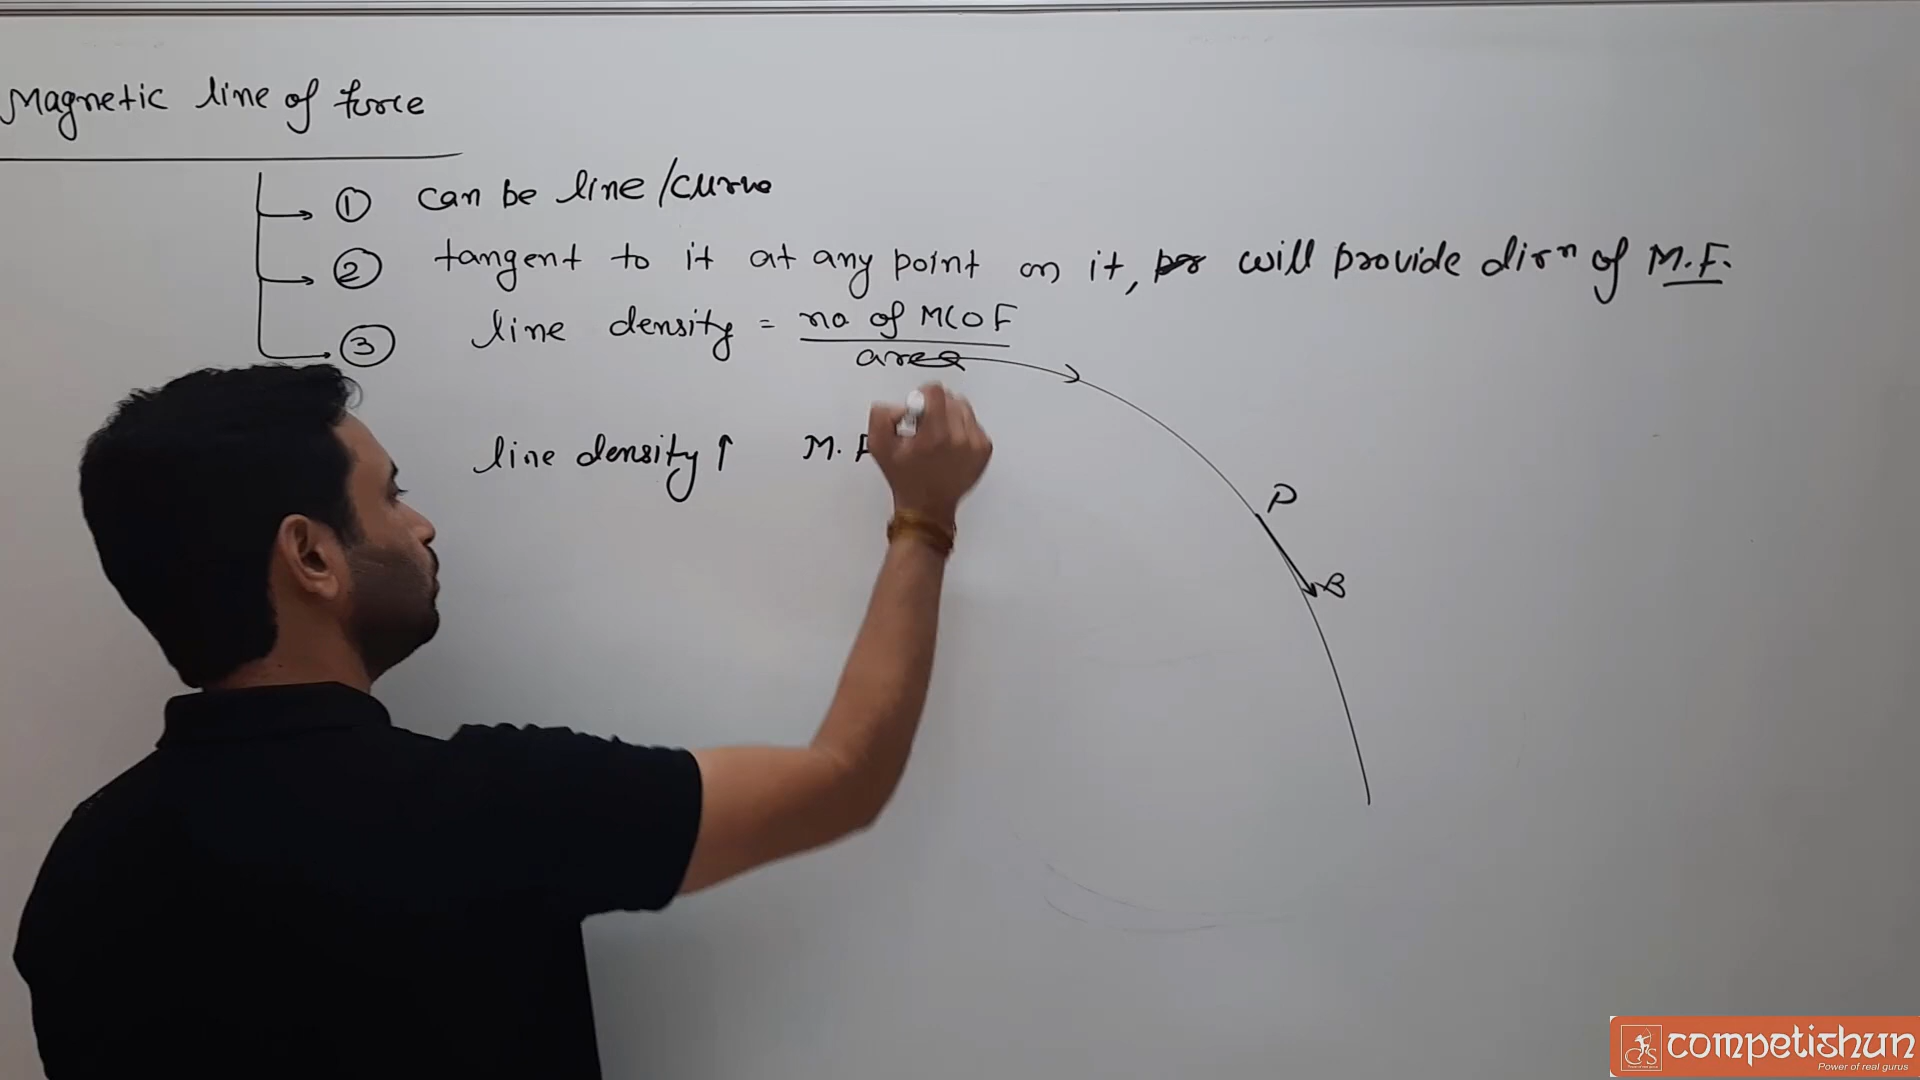 Magnetic line of force
① can be line/curve
② tangent to it at any point on it, will provide dirⁿ of M.F.
③ line density = no of MLOF / area
line density ↑ M. F
P
B
competishun
Power of real gurus